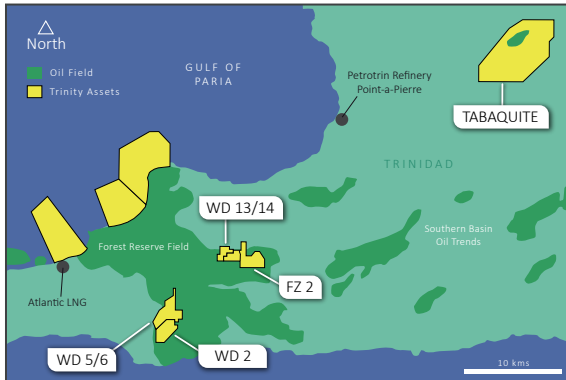 North
Oil Field
Trinity Assets
GULF OF
PARIA
Petrotrin Refinery
Point-a-Pierre
TABAQUITE
TRINIDAD
WD 13/14
Southern Basin
Oil Trends
Forest Reserve Field
FZ 2
Atlantic LNG
WD 5/6
WD 2
10 kms